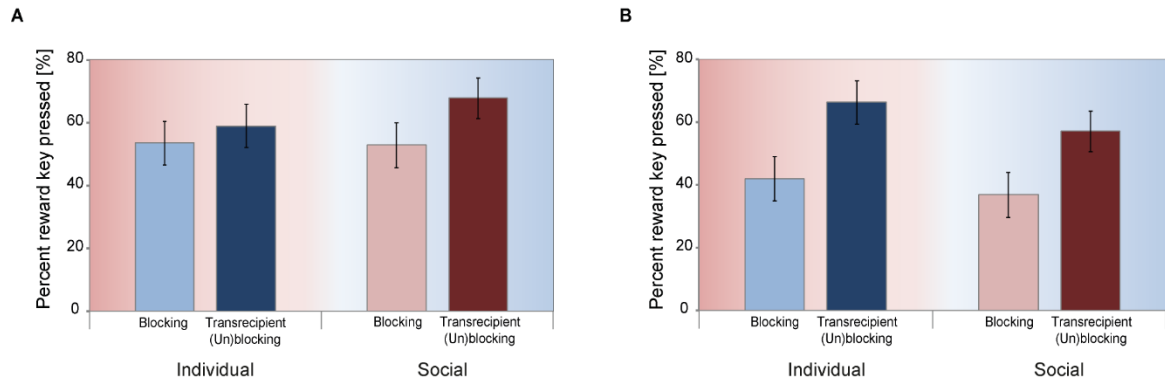 A
Percent reward key pressed [%]
80
60
40
20
0
Blocking
Transrecipient
(Un)blocking
Blocking
Transrecipient
(Un)blocking
Individual
Social
B
Percent reward key pressed [%]
80
60
40
20
0
Blocking
Transrecipient
(Un)blocking
Blocking
Transrecipient
(Un)blocking
Individual
Social